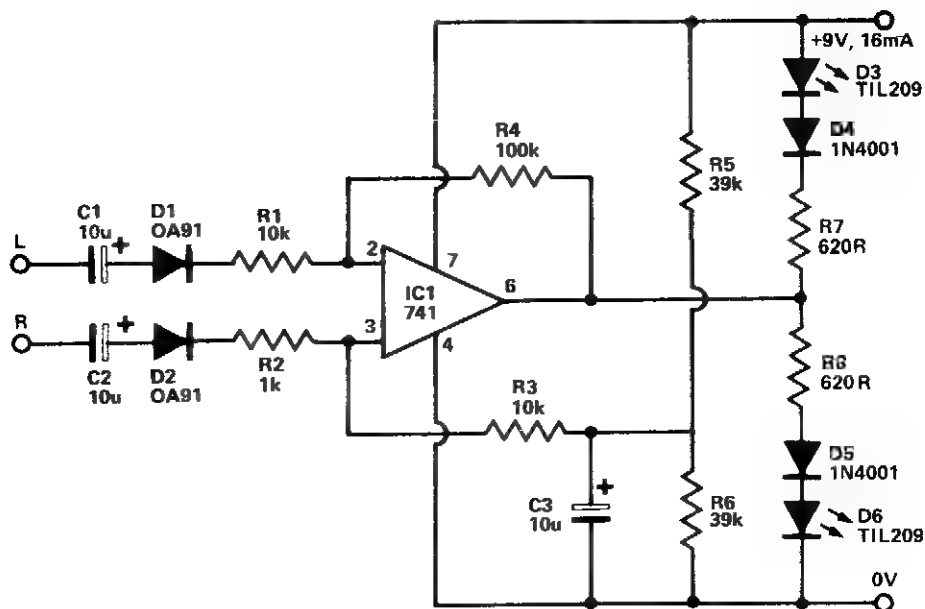 +9V, 16mA
D3
TIL209
D4
1N4001
R4
100k
R5
39k
R7
620R
C1
10u
+
D1
OA91
R1
10k
L
2
7
6
IC1
741
3
4
R
C2
10u
+
D2
OA91
R2
1k
R8
620R
R3
10k
D5
1N4001
C3
10u
+
R6
39k
D6
TIL209
0V